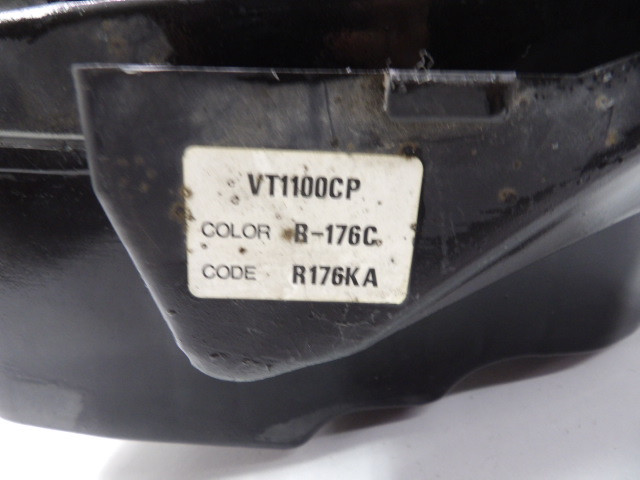 VT1100CP
COLOR R-176C
CODE R176KA